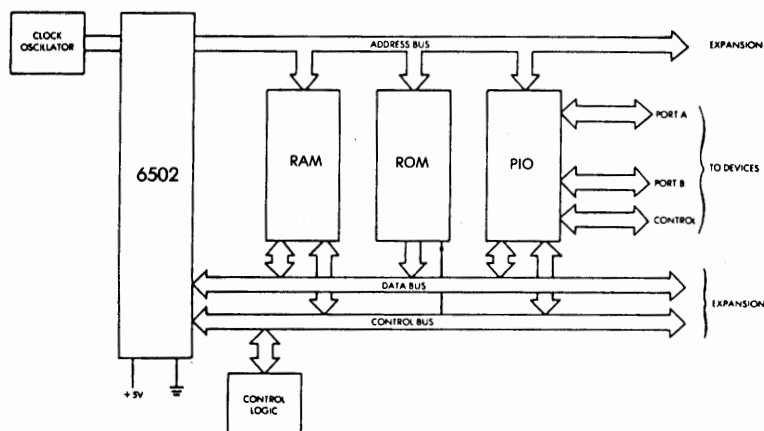 CLOCK
OSCILLATOR
ADDRESS BUS
EXPANSION
6502
RAM
ROM
PIO
PORT A
PORT B
CONTROL
TO DEVICES
DATA BUS
CONTROL BUS
EXPANSION
+5V
CONTROL
LOGIC